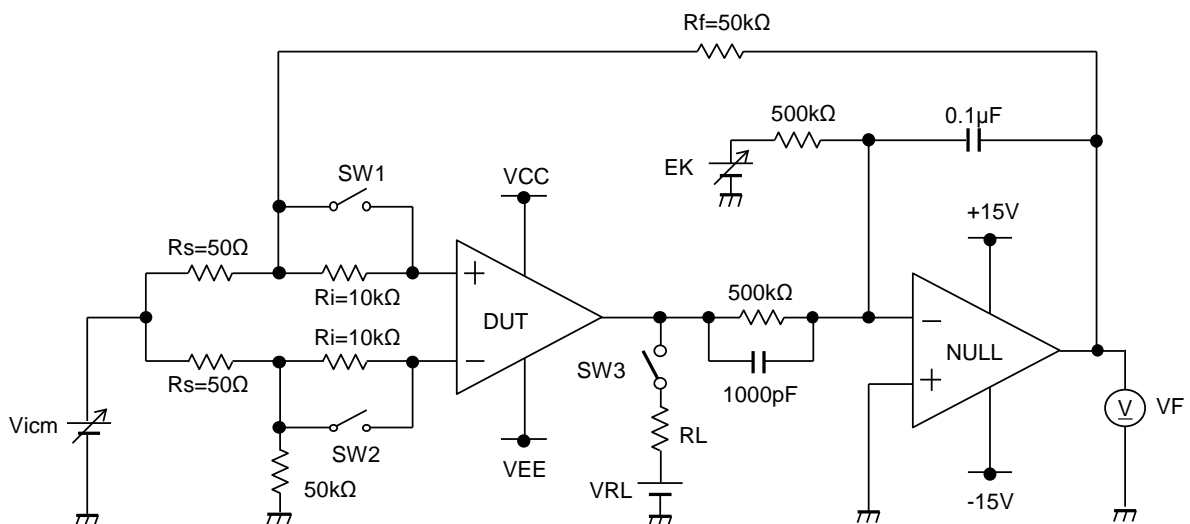 Rf=50kΩ
500kΩ
0.1μF
EK
SW1
VCC
+15V
Rs=50Ω
Ri=10kΩ
+
DUT
500kΩ
−
NULL
Ri=10kΩ
−
Rs=50Ω
SW3
1000pF
+
V
VF
Vicm
SW2
RL
50kΩ
VEE
VRL
-15V